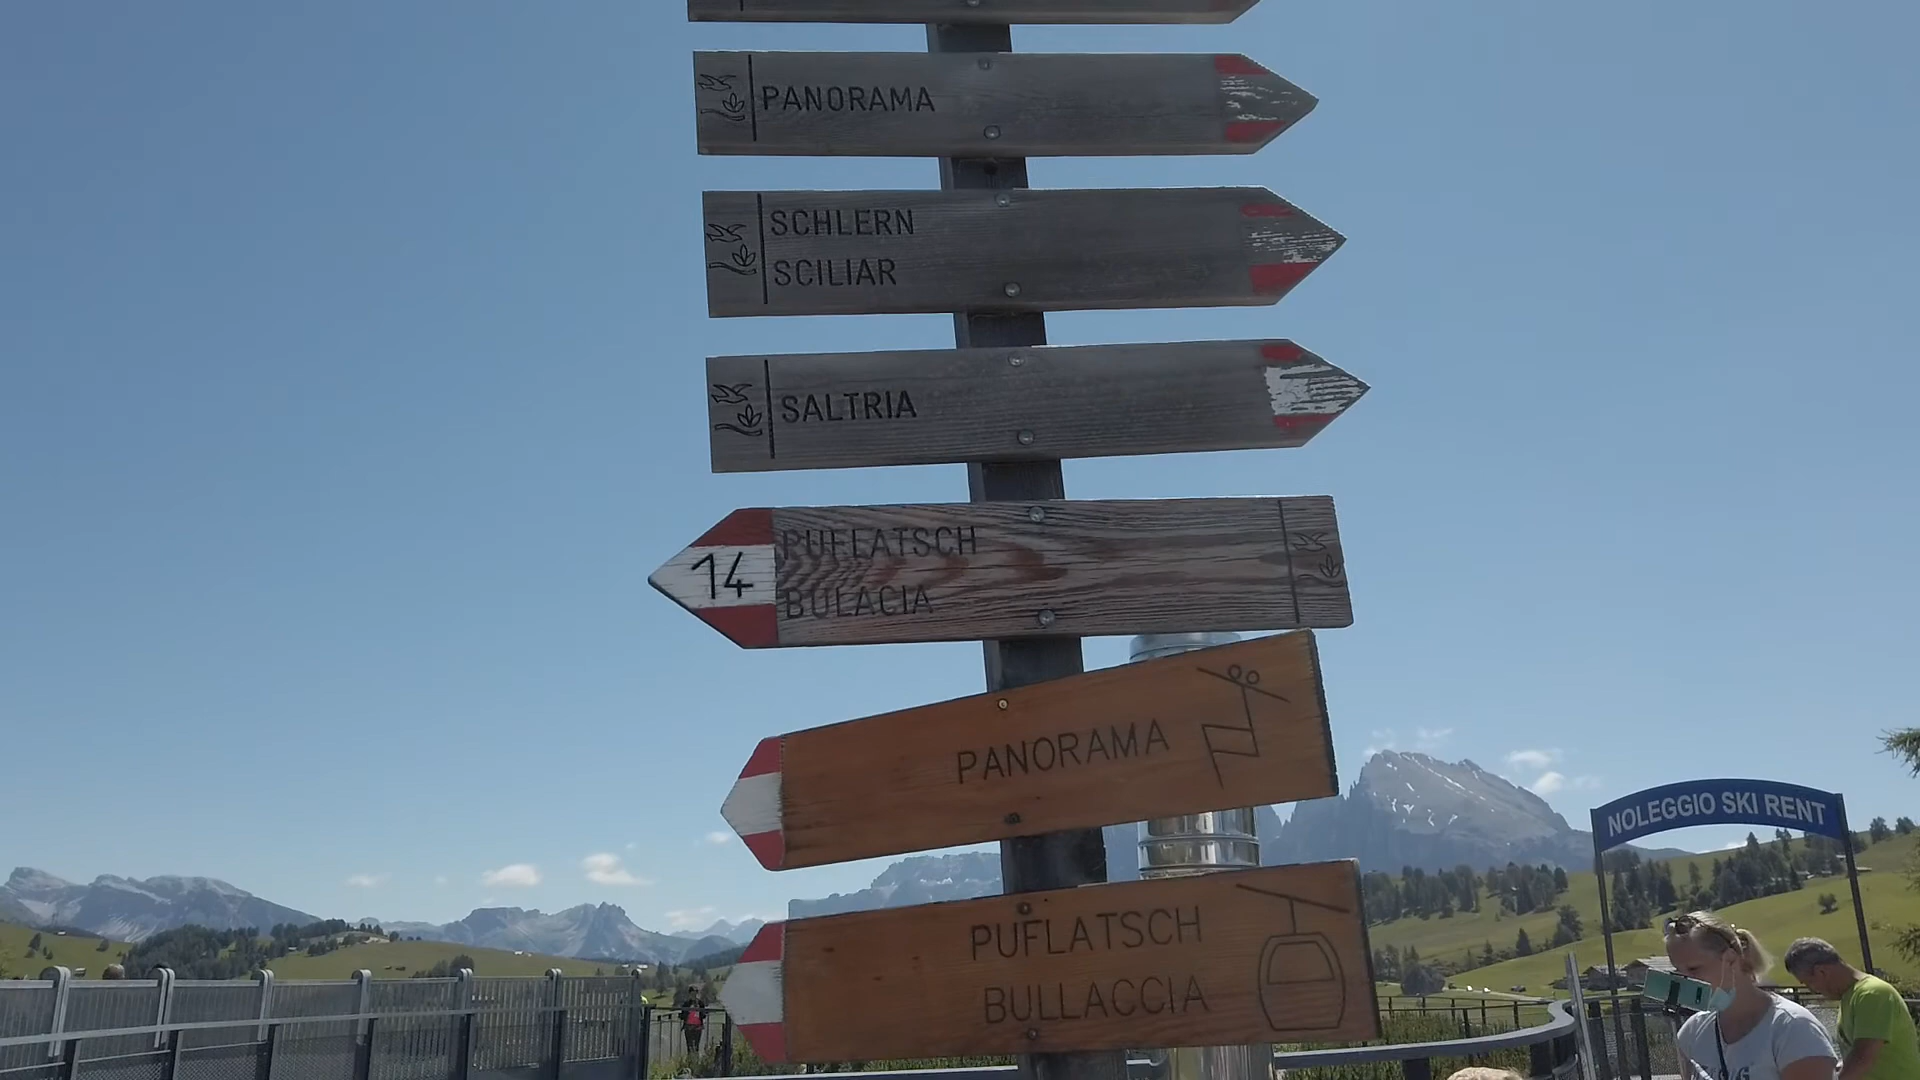 PANORAMA
SCHLERN
SCILIAR
SALTRIA
14
PUFLATSCH
BULACIA
PANORAMA
NOLEGGIO SKI RENT
PUFLATSCH
BULLACCIA